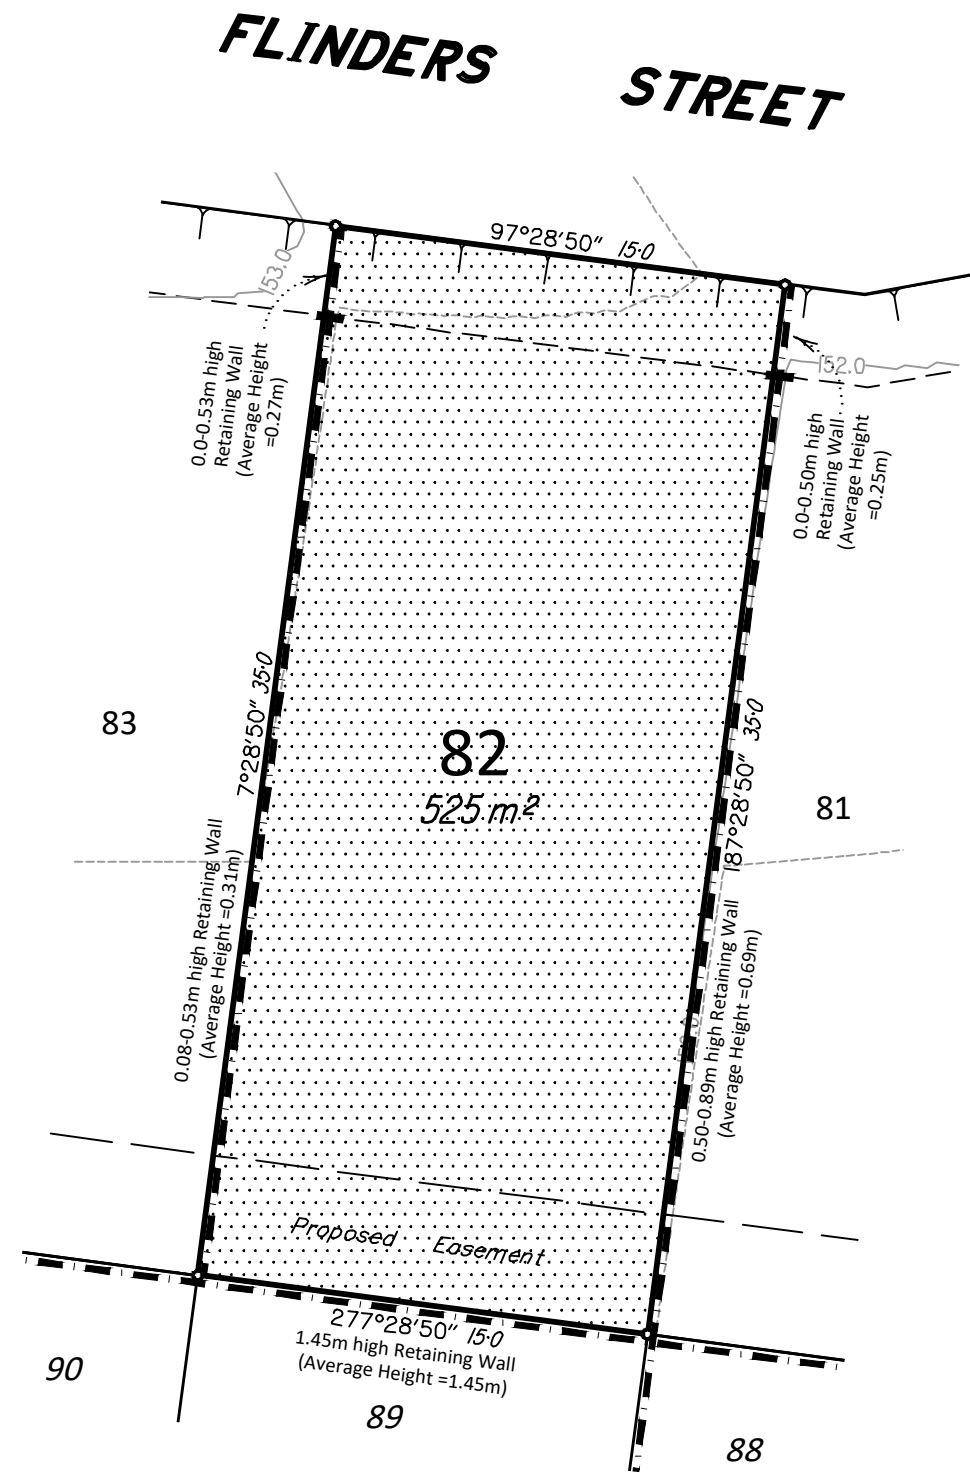 FLINDERS STREET
97°28'50" 15·0
153.0
152.0
0.0-0.53m high
Retaining Wall
(Average Height
=0.27m)
0.0-0.50m high
Retaining Wall
(Average Height
=0.25m)
7°28'50" 35·0
187°28'50" 35·0
83
82
525 m²
81
0.08-0.53m high Retaining Wall
(Average Height =0.31m)
0.50-0.89m high Retaining Wall
(Average Height =0.69m)
Proposed Easement
277°28'50" 15·0
1.45m high Retaining Wall
(Average Height =1.45m)
90
89
88